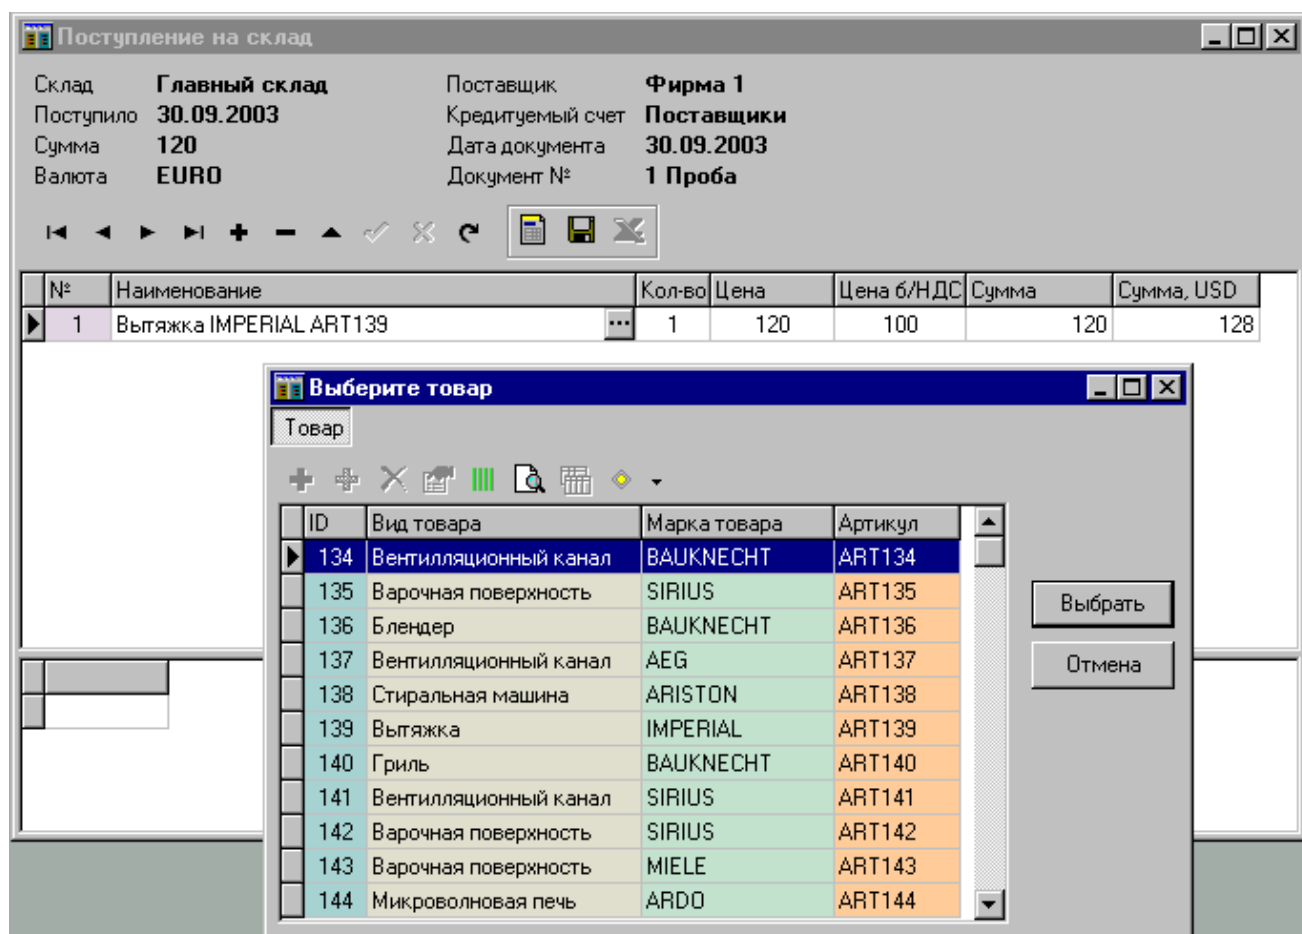 Поступление на склад
Склад Главный склад Поставщик Фирма 1
Поступило 30.09.2003 Кредитуемый счет Поставщики
Сумма 120 Дата документа 30.09.2003
Валюта EURO Документ № 1 Проба
№ Наименование Кол-во Цена Цена б/НДС Сумма Сумма, USD
1 Вытяжка IMPERIAL ART139 ... 1 120 100 120 128
Выберите товар
Товар
ID Вид товара Марка товара Артикул
134 Вентиляционный канал BAUKNECHT ART134
135 Варочная поверхность SIRIUS ART135
136 Блендер BAUKNECHT ART136
137 Вентиляционный канал AEG ART137
138 Стиральная машина ARISTON ART138
139 Вытяжка IMPERIAL ART139
140 Гриль BAUKNECHT ART140
141 Вентиляционный канал SIRIUS ART141
142 Варочная поверхность SIRIUS ART142
143 Варочная поверхность MIELE ART143
144 Микроволновая печь ARDO ART144
Выбрать
Отмена